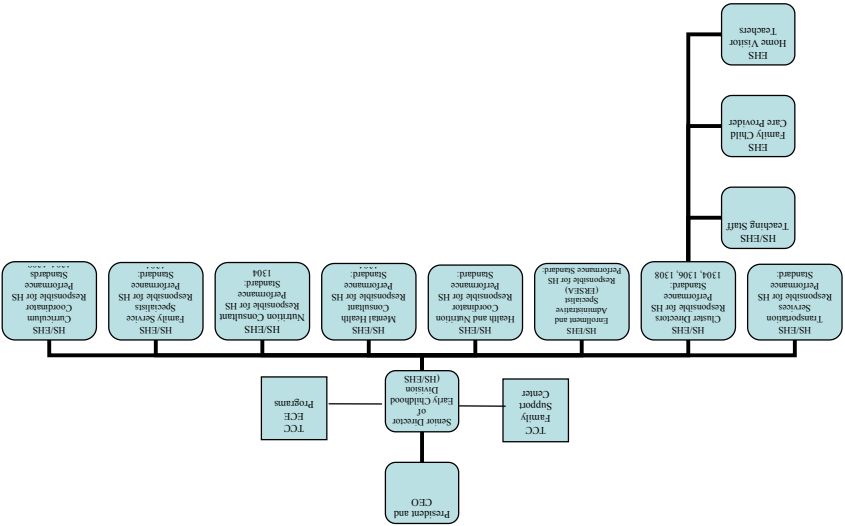 President and
CEO
TCC
Family
Support
Center
Senior Director
of
Early Childhood
Division
(HS/EHS
TCC
ECE
Programs
HS/EHS
Transportation
Services
Responsible for HS
Performance
Standard:
HS/EHS
Cluster Directors
Responsible for HS
Performance
Standard:
1304, 1306, 1308
HS/EHS
Enrollment and
Administrative
Specialist
(ERSEA)
Responsible for HS
Performance Standard:
HS/EHS
Health and Nutrition
Coordinator
Responsible for HS
Performance
Standard:
HS/EHS
Mental Health
Consultant
Responsible for HS
Performance
Standard:
HS/EHS
Nutrition Consultant
Responsible for HS
Performance
Standard:
1304
HS/EHS
Family Service
Specialists
Responsible for HS
Performance
Standard:
HS/EHS
Curriculum
Coordinator
Responsible for HS
Performance
Standards
HS/EHS
Teaching Staff
EHS
Family Child
Care Provider
EHS
Home Visitor
Teachers